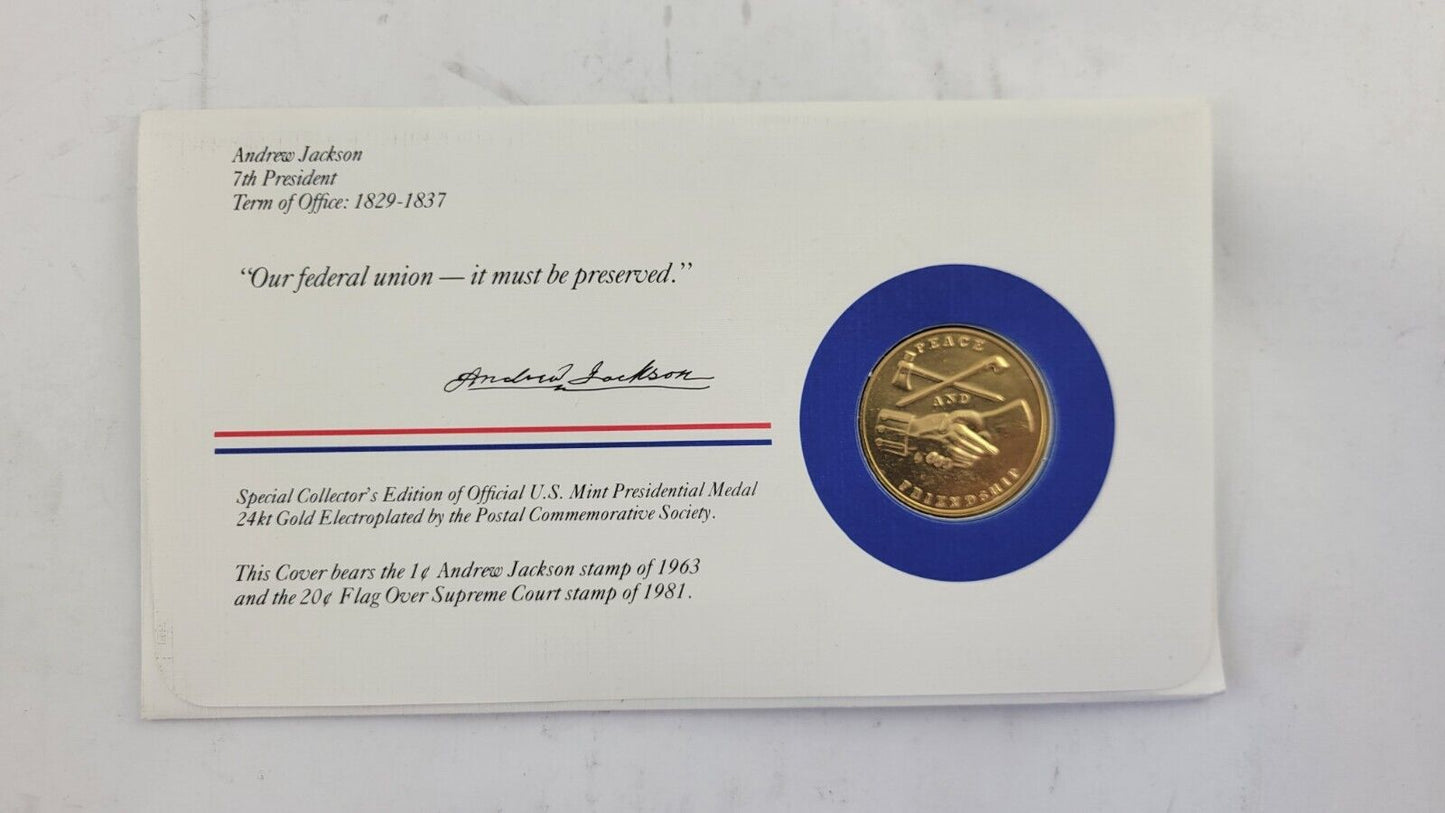 Andrew Jackson
7th President
Term of Office: 1829-1837
“Our federal union — it must be preserved.”
Andrew Jackson
Special Collector's Edition of Official U.S. Mint Presidential Medal
24kt Gold Electroplated by the Postal Commemorative Society.
This Cover bears the 1¢ Andrew Jackson stamp of 1963
and the 20¢ Flag Over Supreme Court stamp of 1981.
PEACE
AND
FRIENDSHIP